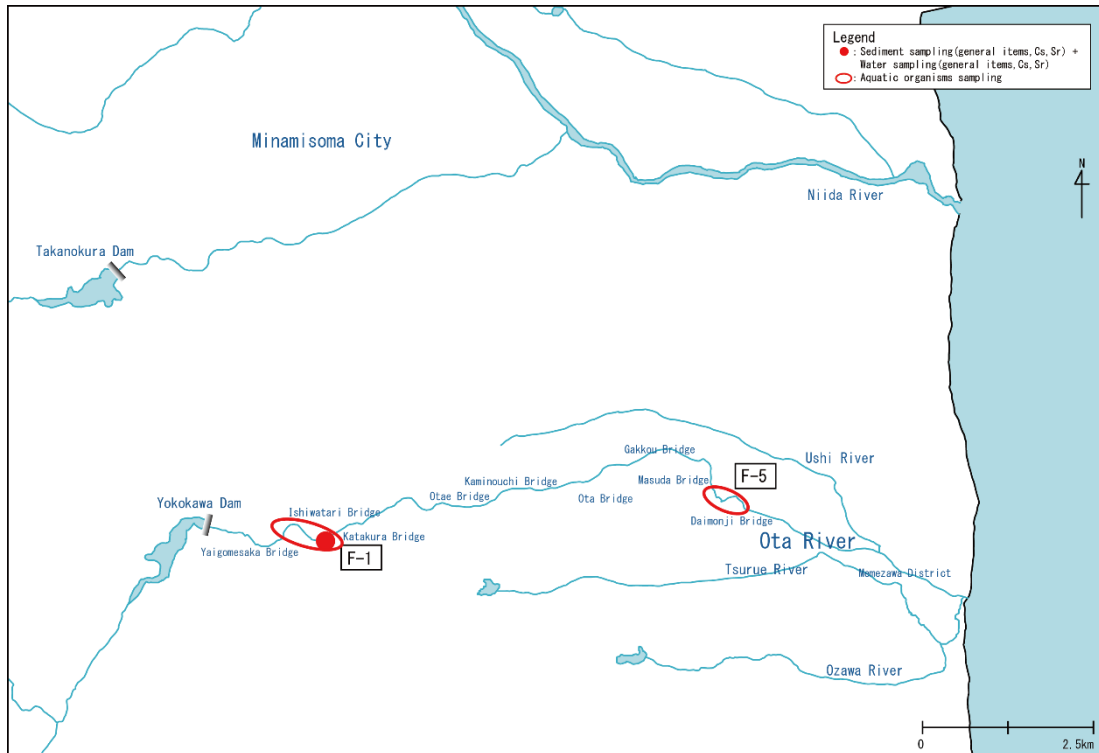 Legend
: Sediment sampling(general items,Cs,Sr) +
Water sampling(general items,Cs,Sr)
: Aquatic organisms sampling
Minamisoma City
N
Niida River
Takanokura Dam
Gakkou Bridge
Ushi River
Masuda Bridge
F-5
Kaminouchi Bridge
Otae Bridge
Ota Bridge
Yokokawa Dam
Ishiwatari Bridge
Daimonji Bridge
Katakura Bridge
Ota River
Yaigomesaka Bridge
F-1
Tsurue River
Memezawa District
Ozawa River
0
2.5km